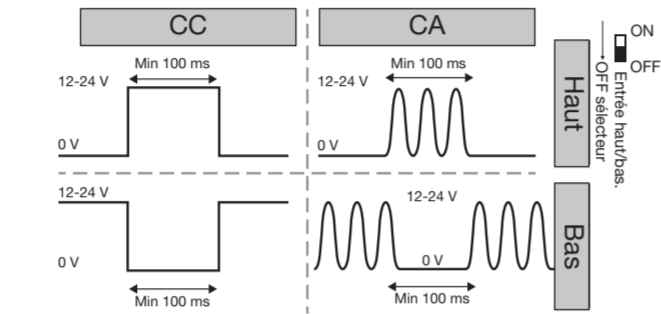 CC
CA
ON
OFF
Entrée haut/bas.
OFF sélecteur
Haut
Min 100 ms
12-24 V
0 V
Min 100 ms
12-24 V
0 V
Bas
12-24 V
0 V
Min 100 ms
12-24 V
0 V
Min 100 ms